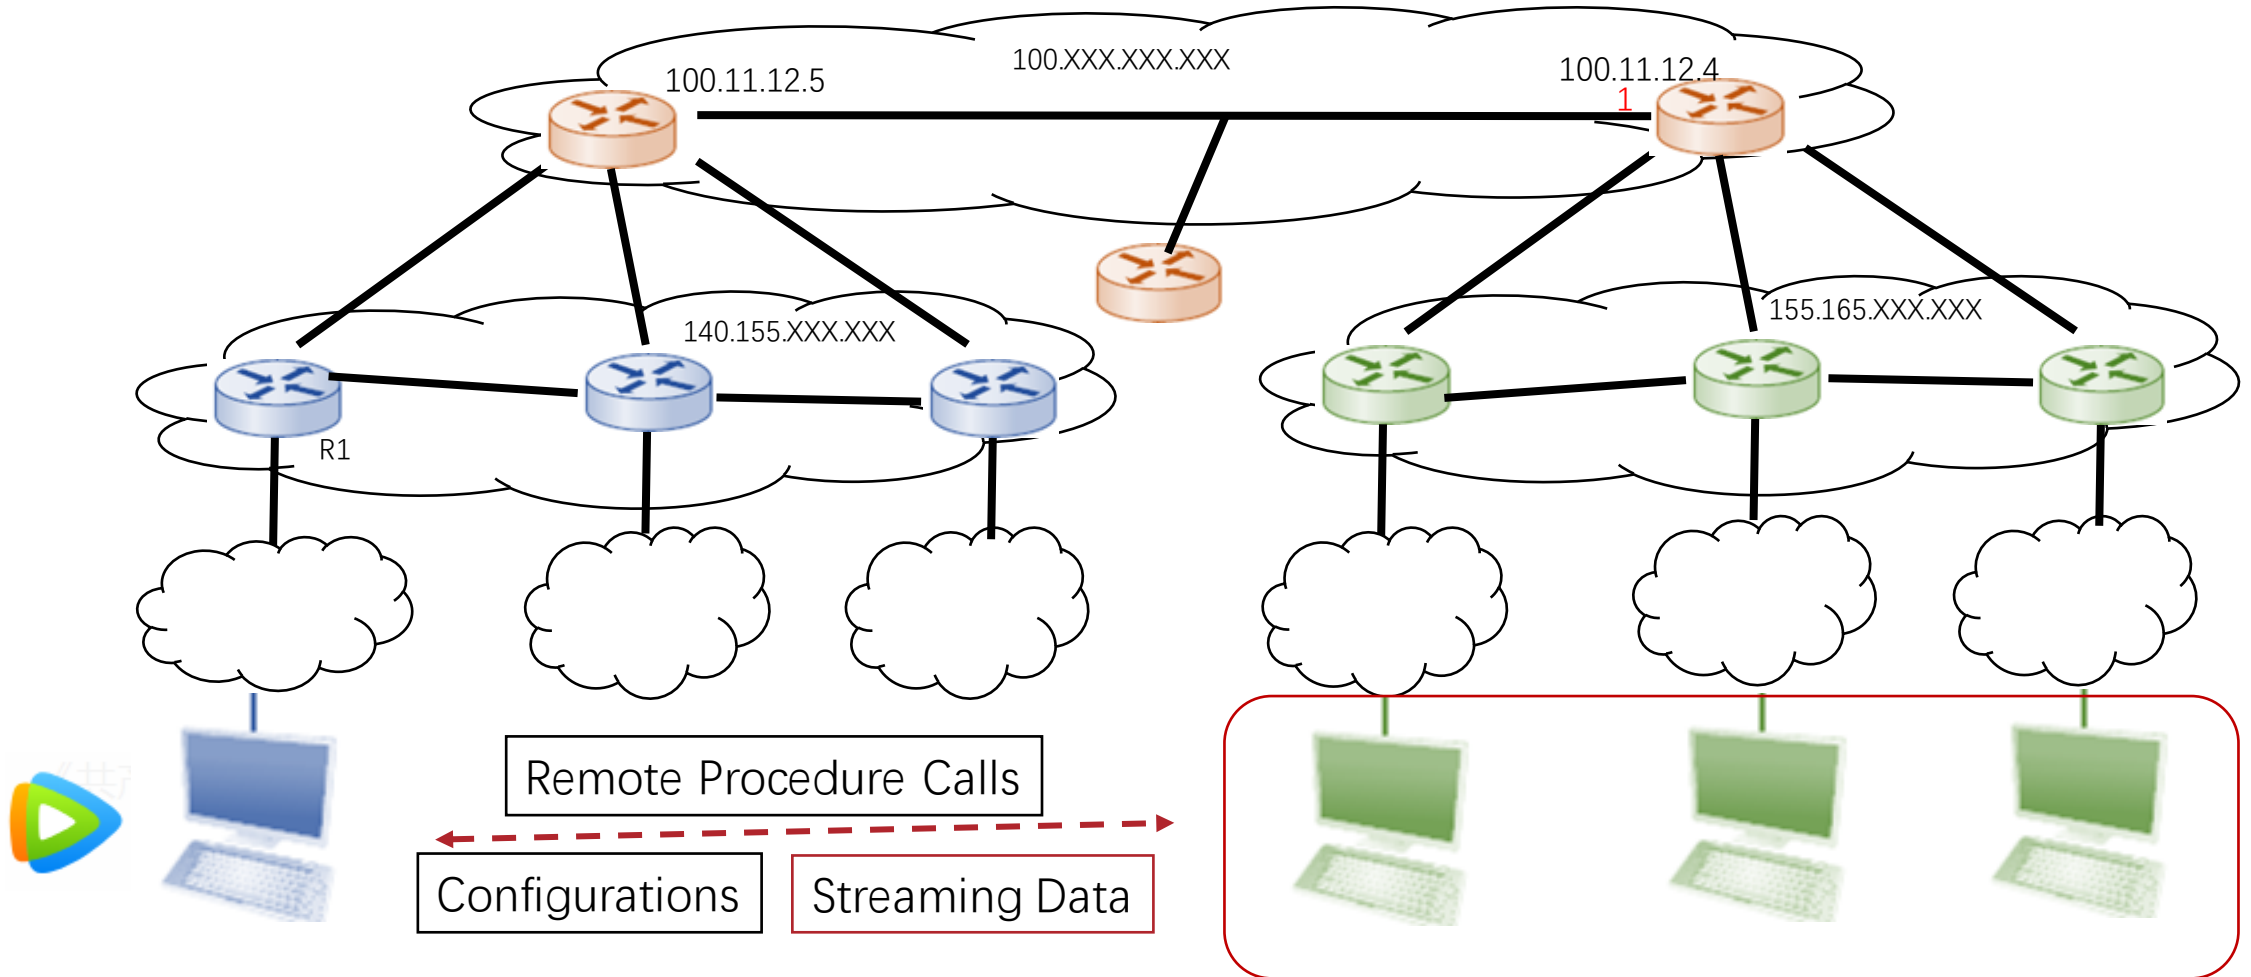 100.XXX.XXX.XXX
100.11.12.5
100.11.12.4
1
140.155.XXX.XXX
155.165.XXX.XXX
R1
Remote Procedure Calls
Configurations
Streaming Data